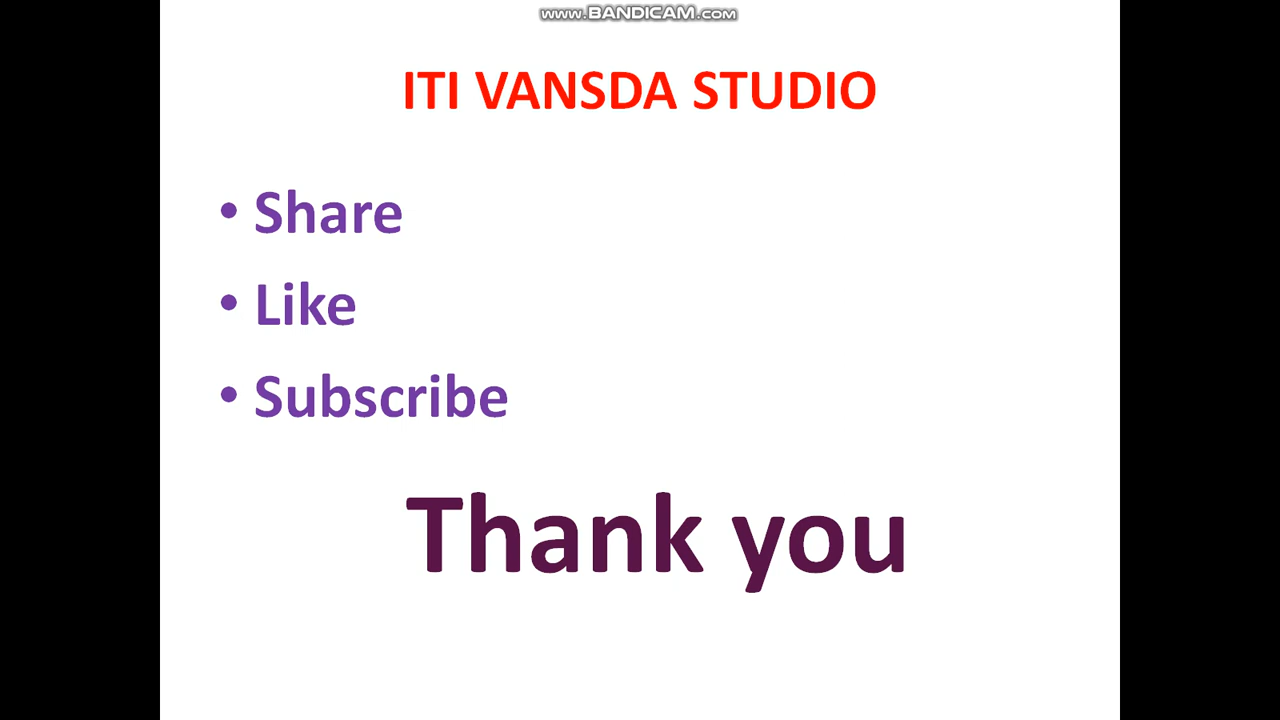 www.BANDICAM.com
ITI VANSDA STUDIO
• Share
• Like
• Subscribe
Thank you